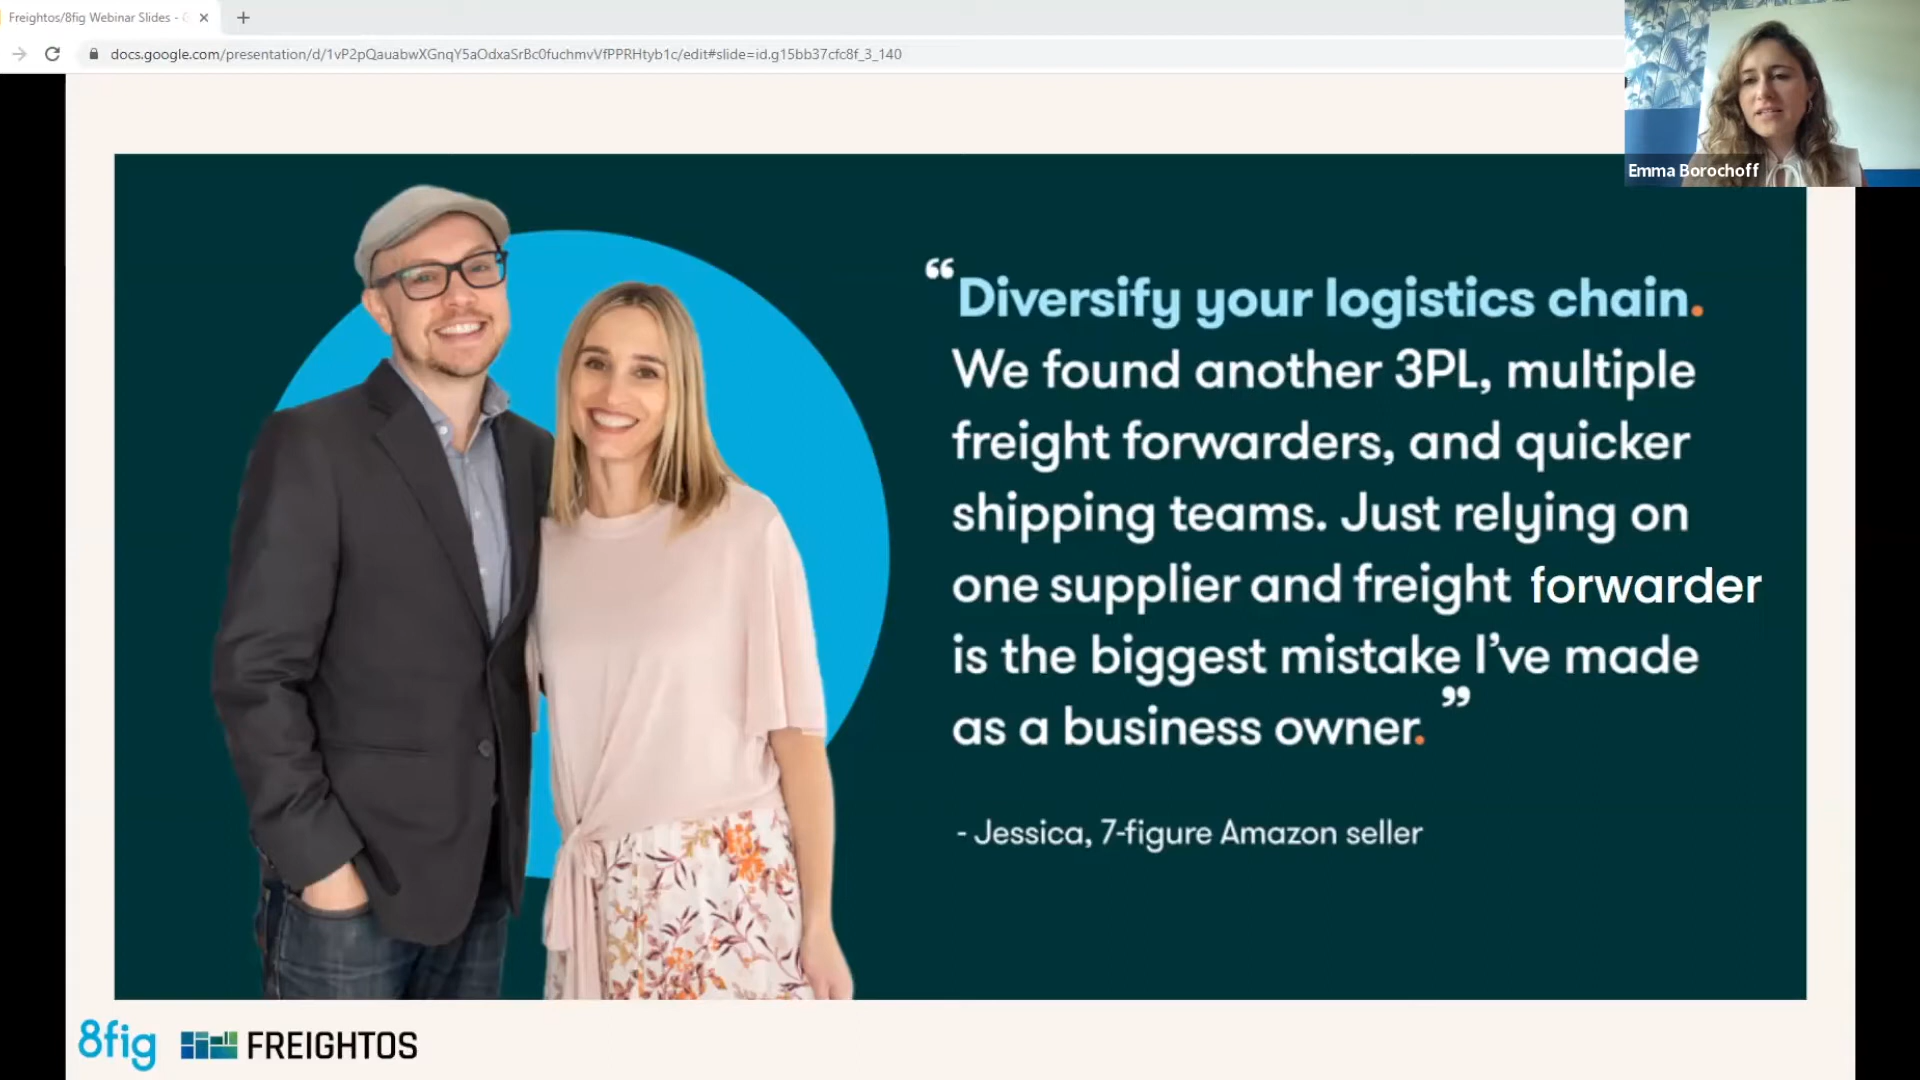 Freightos/8fig Webinar Slides -
docs.google.com/presentation/d/1vP2pQauabwXGnqY5aOdxaSrBc0fuchmvVfPPRHtyb1c/edit#slide=id.g15bb37cfc8f_3_140
Emma Borochoff
“Diversify your logistics chain.
We found another 3PL, multiple
freight forwarders, and quicker
shipping teams. Just relying on
one supplier and freight forwarder
is the biggest mistake I’ve made
as a business owner.”
- Jessica, 7-figure Amazon seller
8fig FREIGHTOS